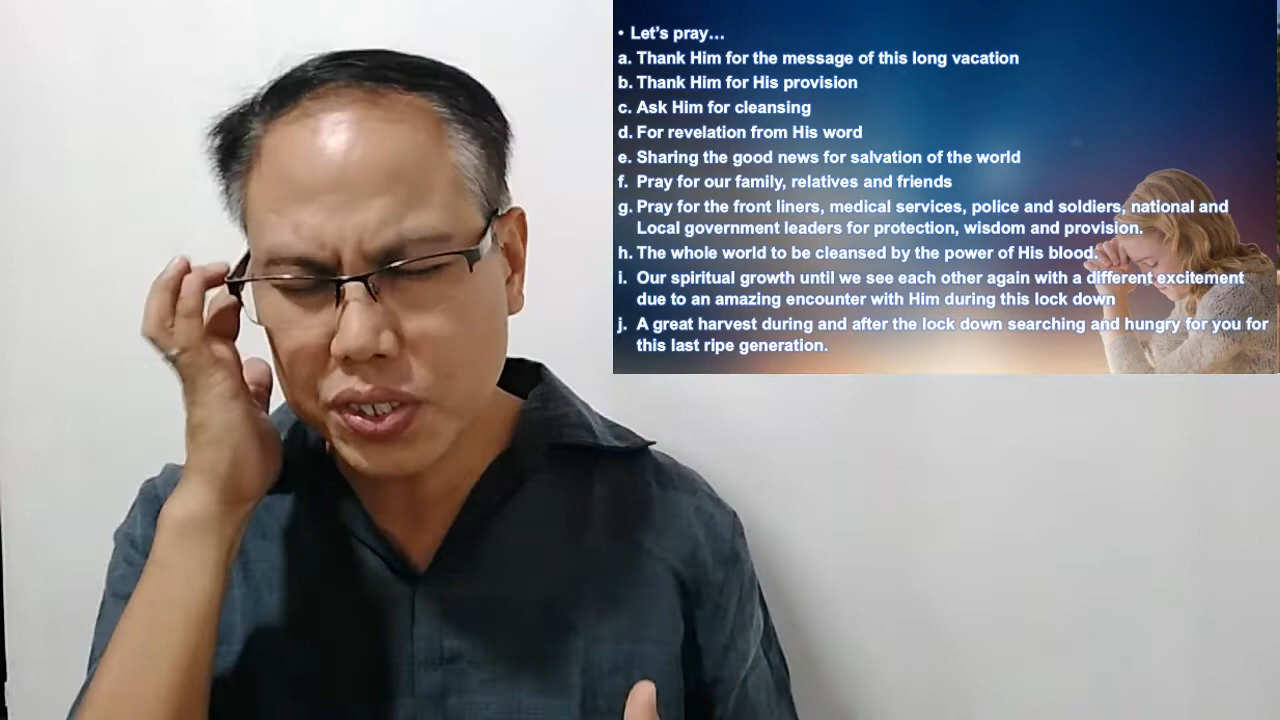 • Let's pray…
a. Thank Him for the message of this long vacation
b. Thank Him for His provision
c. Ask Him for cleansing
d. For revelation from His word
e. Sharing the good news for salvation of the world
f. Pray for our family, relatives and friends
g. Pray for the front liners, medical services, police and soldiers, national and
Local government leaders for protection, wisdom and provision.
h. The whole world to be cleansed by the power of His blood.
i. Our spiritual growth until we see each other again with a different excitement
due to an amazing encounter with Him during this lock down
j. A great harvest during and after the lock down searching and hungry for you for
this last ripe generation.